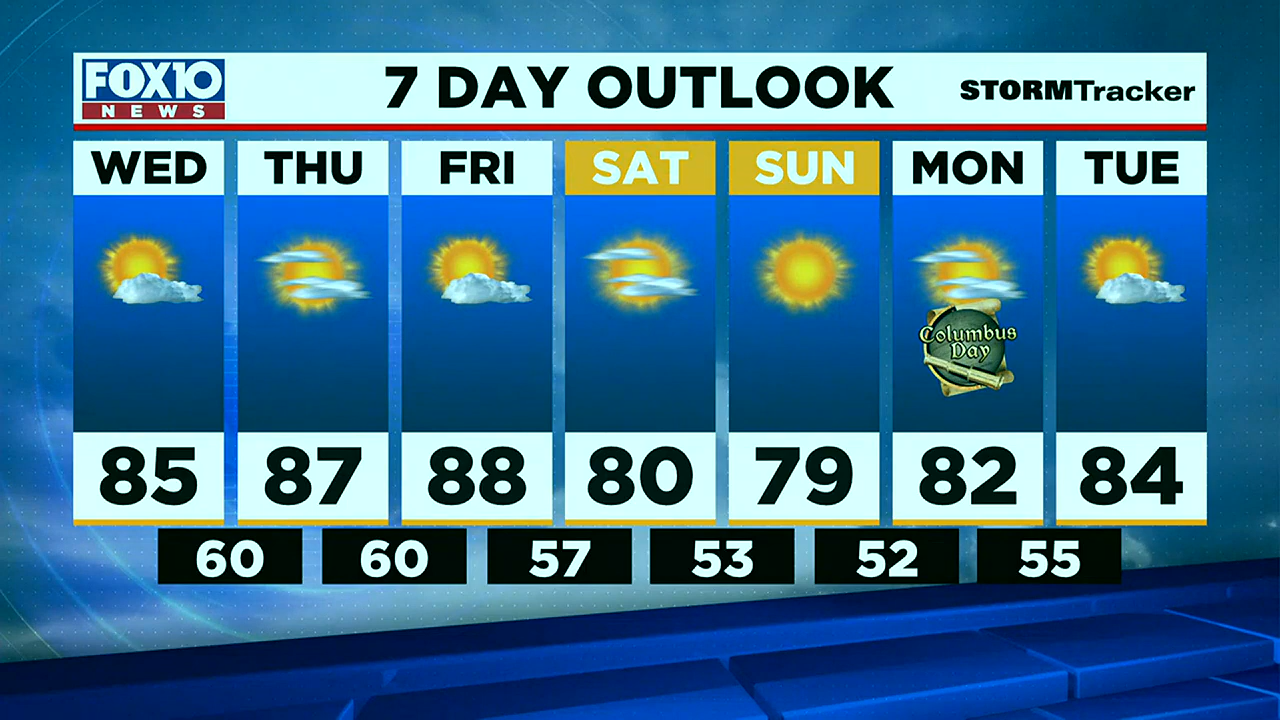 FOX10
NEWS
7 DAY OUTLOOK
STORMTracker
WED THU FRI SAT SUN MON TUE
Columbus
Day
85 87 88 80 79 82 84
60 60 57 53 52 55